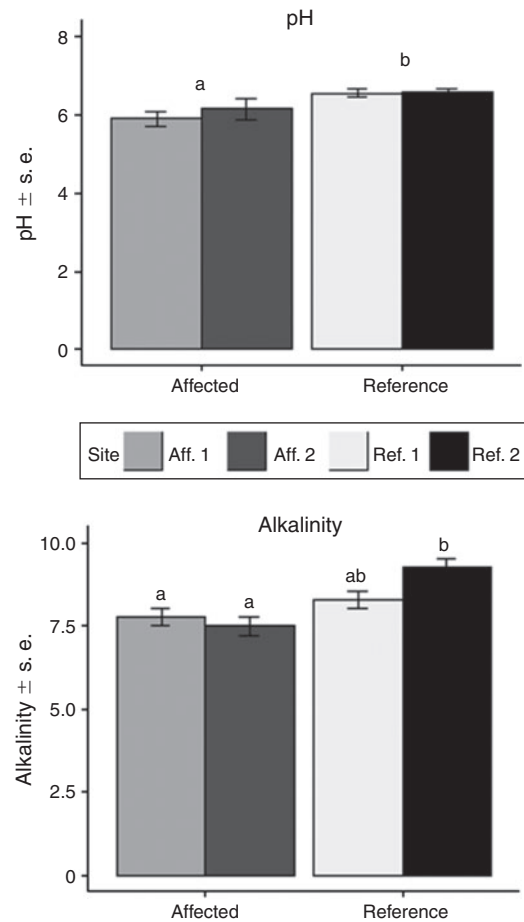 pH
8
6
4
2
0
pH ± s. e.
a
b
Affected Reference
Site Aff. 1 Aff. 2 Ref. 1 Ref. 2
Alkalinity
10.0
7.5
5.0
2.5
0
Alkalinity ± s. e.
a a ab b
Affected Reference